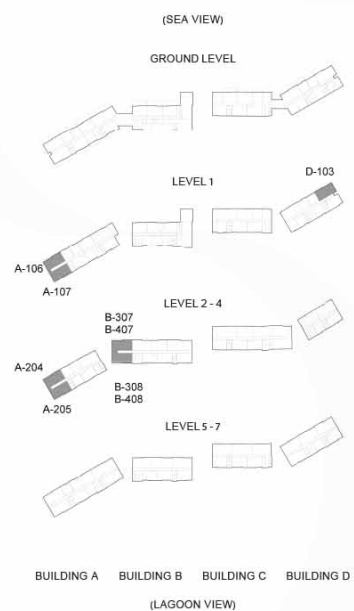 (SEA VIEW)
GROUND LEVEL
D-103
LEVEL 1
A-106
A-107
LEVEL 2 - 4
B-307
B-407
A-204
B-308
B-408
A-205
LEVEL 5 - 7
BUILDING A BUILDING B BUILDING C BUILDING D
(LAGOON VIEW)